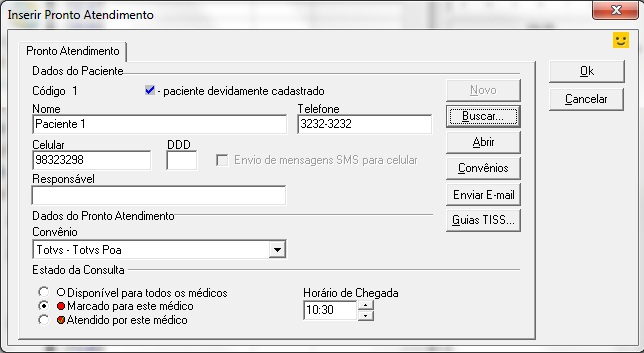 Inserir Pronto Atendimento
Pronto Atendimento
Dados do Paciente
Código 1
- paciente devidamente cadastrado
Nome
Telefone
Paciente 1
3232-3232
Celular
DDD
98323298
Envio de mensagens SMS para celular
Responsável
Dados do Pronto Atendimento
Convênio
Totvs - Totvs Poa
Estado da Consulta
Disponível para todos os médicos
Marcado para este médico
Atendido por este médico
Horário de Chegada
10:30
Novo
Buscar...
Abrir
Convênios
Enviar E-mail
Guias TISS...
Ok
Cancelar